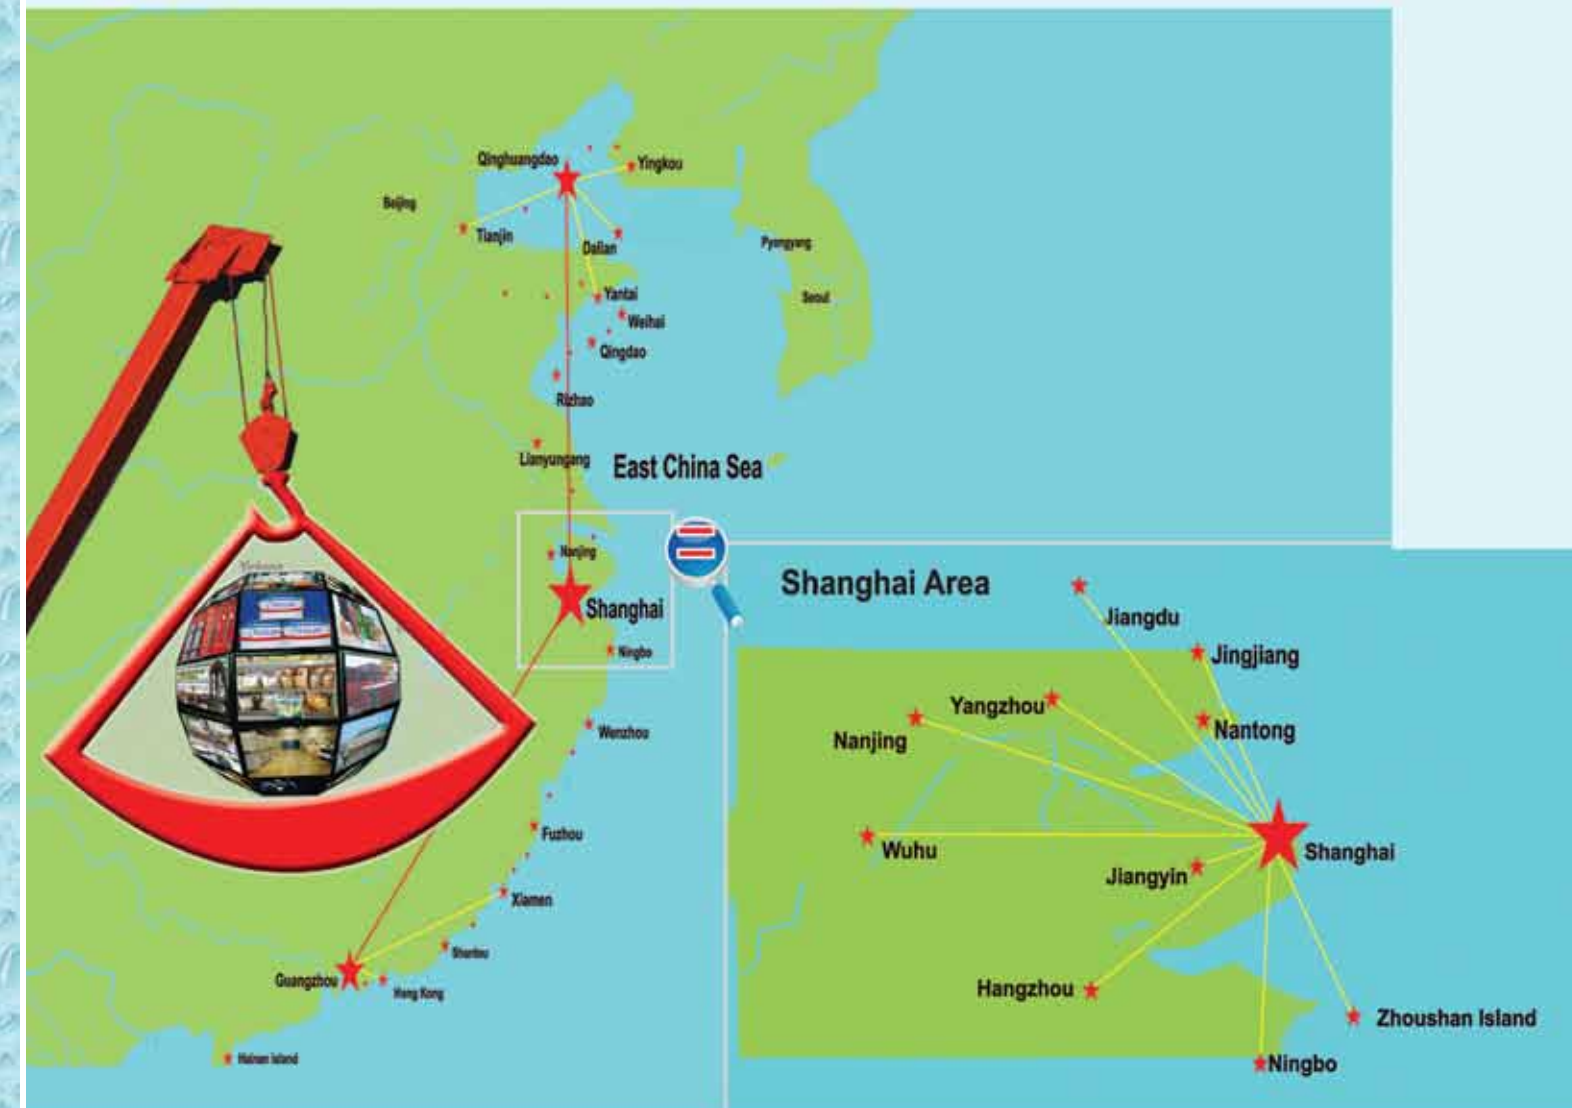 Qinghuangdao
Yingkou
Beijing
Tianjin
Dalian
Pyongyang
Yantai
Seoul
Weihai
Qingdao
Rizhao
Lianyungang
East China Sea
Nanjing
Shanghai
Ningbo
Wenzhou
Fuzhou
Xiamen
Shantou
Guangzhou
Hong Kong
Hainan Island
Shanghai Area
Jiangdu
Jingjiang
Yangzhou
Nantong
Nanjing
Wuhu
Shanghai
Jiangyin
Hangzhou
Zhoushan Island
Ningbo